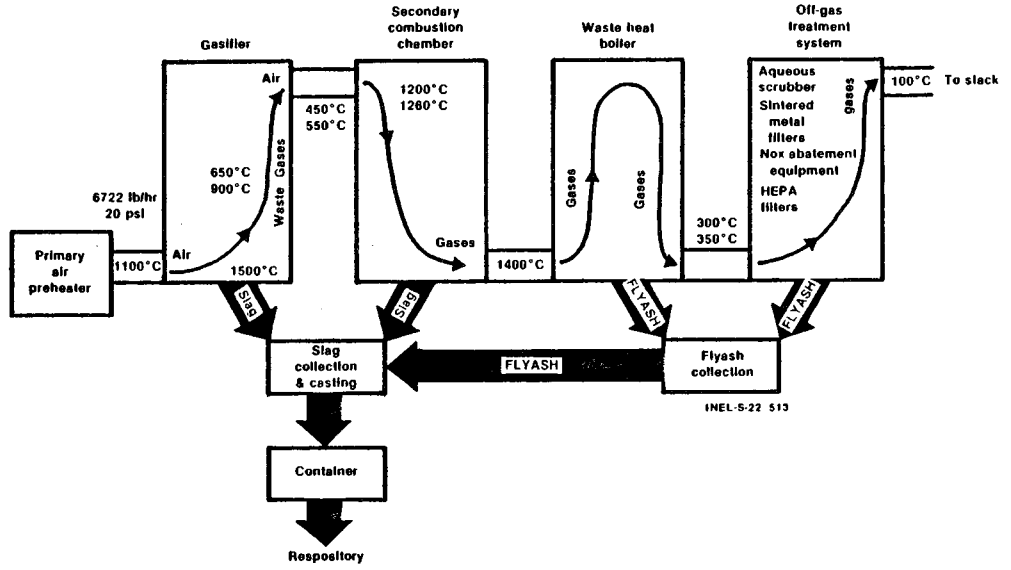 Secondary
combustion
chamber
Off-gas
treatment
system
Gasifier
Waste heat
boiler
Air
450°C
550°C
1200°C
1260°C
Aqueous
scrubber
Sintered
metal
filters
Nox abatement
equipment
HEPA
filters
gases
100°C
To stack
650°C
900°C
Waste Gases
Gases
Gases
6722 lb/hr
20 psi
Primary
air
preheater
1100°C
Air
1500°C
Gases
1400°C
300°C
350°C
Slag
Slag
FLYASH
FLYASH
Slag
collection
& casting
FLYASH
Flyash
collection
INEL-S-22 513
Container
Respository